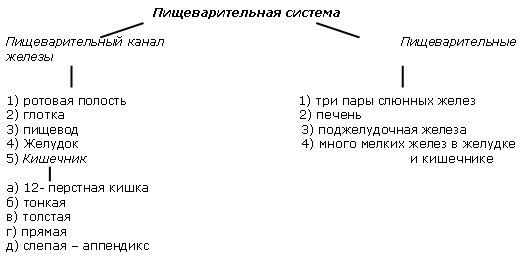 Пищеварительная система
Пищеварительный канал Пищеварительные
железы
1) ротовая полость
2) глотка
3) пищевод
4) Желудок
5) Кишечник
а) 12- перстная кишка
б) тонкая
в) толстая
г) прямая
д) слепая – аппендикс
1) три пары слюнных желез
2) печень
3) поджелудочная железа
4) много мелких желез в желудке
и кишечнике